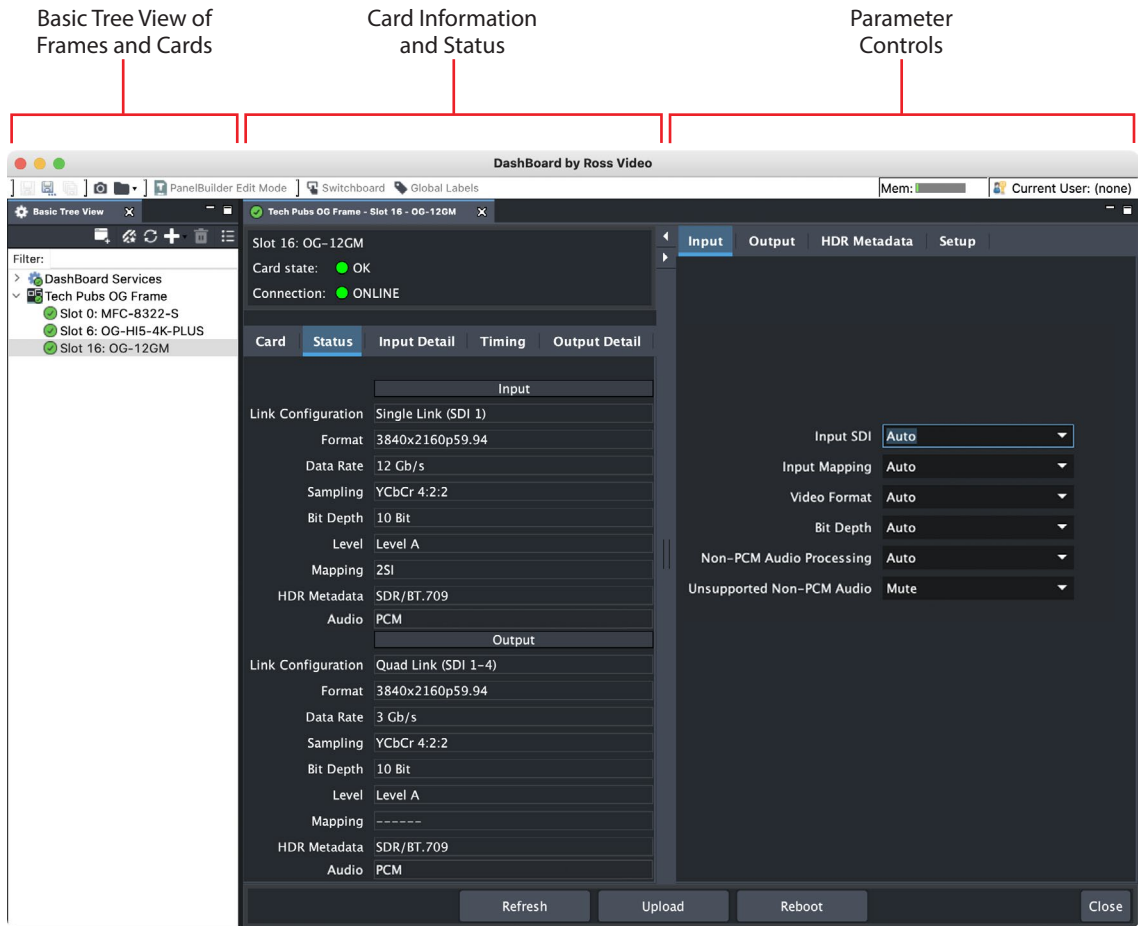 Basic Tree View of
Frames and Cards
Card Information
and Status
Parameter
Controls
DashBoard by Ross Video
PanelBuilder Edit Mode
Switchboard
Global Labels
Mem:
Current User: (none)
Basic Tree View
Tech Pubs OG Frame - Slot 16 - OG-12GM
Filter:
DashBoard Services
Tech Pubs OG Frame
Slot 0: MFC-8322-S
Slot 6: OG-HI5-4K-PLUS
Slot 16: OG-12GM
Slot 16: OG-12GM
Card state: OK
Connection: ONLINE
Card Status Input Detail Timing Output Detail
Input
Link Configuration Single Link (SDI 1)
Format 3840x2160p59.94
Data Rate 12 Gb/s
Sampling YCbCr 4:2:2
Bit Depth 10 Bit
Level Level A
Mapping 2SI
HDR Metadata SDR/BT.709
Audio PCM
Output
Link Configuration Quad Link (SDI 1-4)
Format 3840x2160p59.94
Data Rate 3 Gb/s
Sampling YCbCr 4:2:2
Bit Depth 10 Bit
Level Level A
Mapping ------
HDR Metadata SDR/BT.709
Audio PCM
Input Output HDR Metadata Setup
Input SDI Auto
Input Mapping Auto
Video Format Auto
Bit Depth Auto
Non-PCM Audio Processing Auto
Unsupported Non-PCM Audio Mute
Refresh Upload Reboot Close